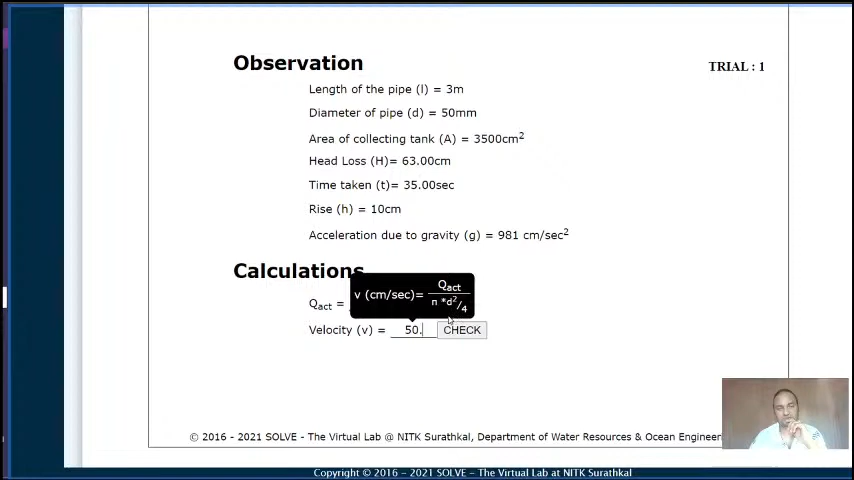 Observation
TRIAL : 1
Length of the pipe (l) = 3m
Diameter of pipe (d) = 50mm
Area of collecting tank (A) = 3500cm²
Head Loss (H)= 63.00cm
Time taken (t)= 35.00sec
Rise (h) = 10cm
Acceleration due to gravity (g) = 981 cm/sec²
Calculations
v (cm/sec)= Qact
π *d²/4
Qact =
Velocity (v) = 50. CHECK
© 2016 - 2021 SOLVE - The Virtual Lab @ NITK Surathkal, Department of Water Resources & Ocean Engineer
Copyright © 2016 – 2021 SOLVE – The Virtual Lab at NITK Surathkal